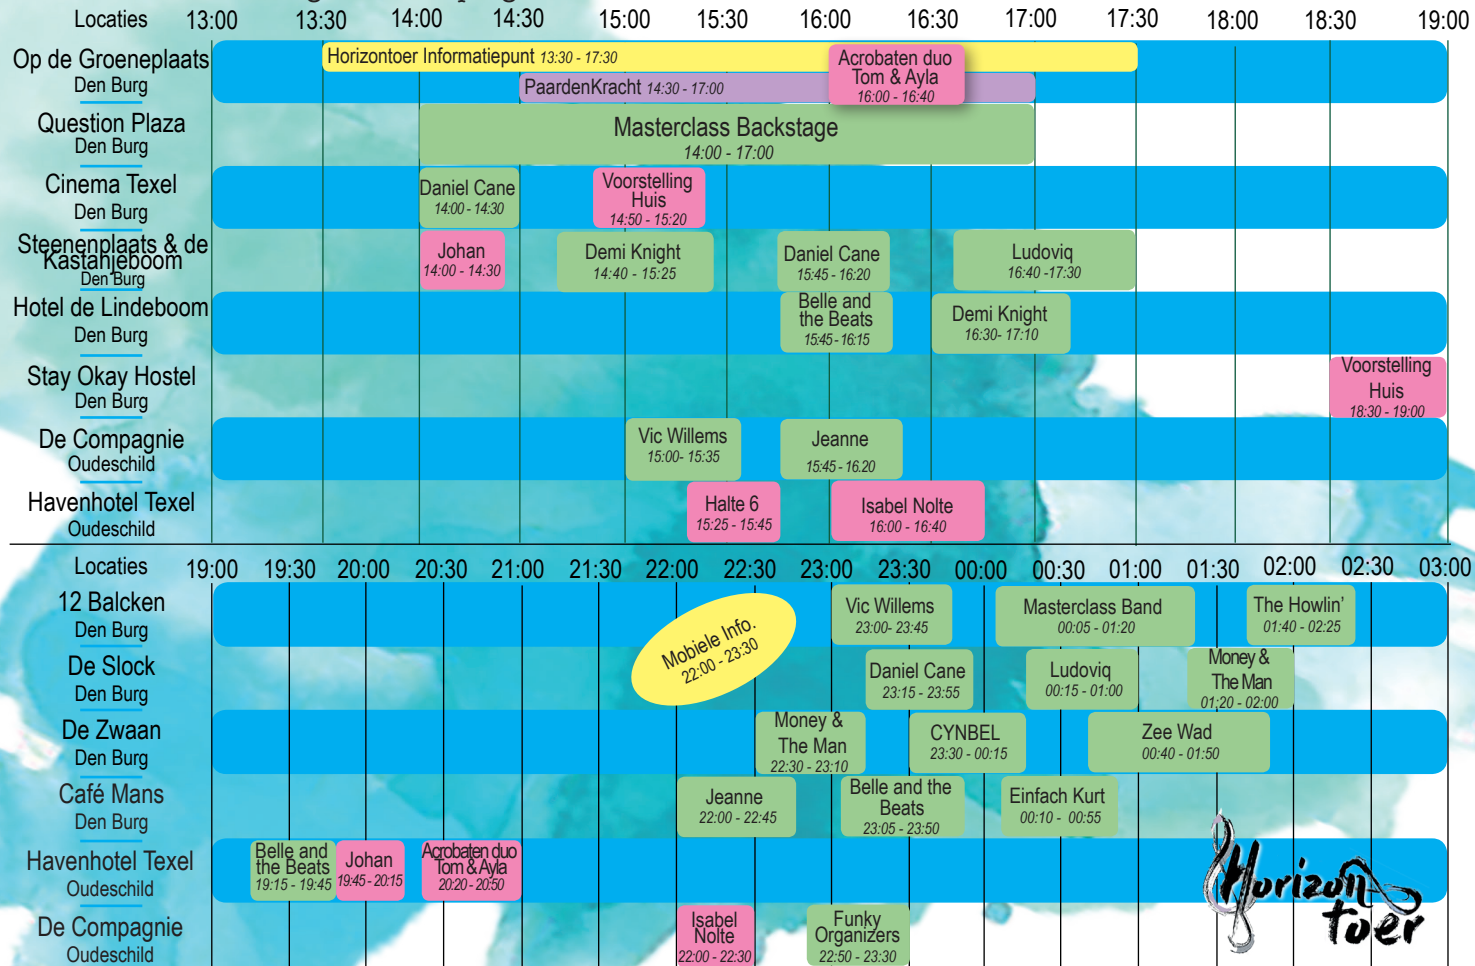 Locaties 13:00 13:30 14:00 14:30 15:00 15:30 16:00 16:30 17:00 17:30 18:00 18:30 19:00
Op de Groeneplaats
Den Burg
Horizontoer Informatiepunt 13:30 - 17:30
PaardenKracht 14:30 - 17:00
Acrobaten duo
Tom & Ayla
16:00 - 16:40
Question Plaza
Den Burg
Masterclass Backstage
14:00 - 17:00
Cinema Texel
Den Burg
Daniel Cane
14:00 - 14:30
Voorstelling
Huis
14:50 - 15:20
Steenenplaats & de
Kastanjeboom
Den Burg
Johan
14:00 - 14:30
Demi Knight
14:40 - 15:25
Daniel Cane
15:45 - 16:20
Ludoviq
16:40 -17:30
Hotel de Lindeboom
Den Burg
Belle and
the Beats
15:45 - 16:15
Demi Knight
16:30- 17:10
Stay Okay Hostel
Den Burg
Voorstelling
Huis
18:30 - 19:00
De Compagnie
Oudeschild
Vic Willems
15:00- 15:35
Jeanne
15:45 - 16.20
Havenhotel Texel
Oudeschild
Halte 6
15:25 - 15:45
Isabel Nolte
16:00 - 16:40
Locaties 19:00 19:30 20:00 20:30 21:00 21:30 22:00 22:30 23:00 23:30 00:00 00:30 01:00 01:30 02:00 02:30 03:00
12 Balcken
Den Burg
Mobiele Info.
22:00 - 23:30
Vic Willems
23:00- 23:45
Masterclass Band
00:05 - 01:20
The Howlin’
01:40 - 02:25
De Slock
Den Burg
Daniel Cane
23:15 - 23:55
Ludoviq
00:15 - 01:00
Money &
The Man
01:20 - 02:00
De Zwaan
Den Burg
Money &
The Man
22:30 - 23:10
CYNBEL
23:30 - 00:15
Zee Wad
00:40 - 01:50
Café Mans
Den Burg
Jeanne
22:00 - 22:45
Belle and the
Beats
23:05 - 23:50
Einfach Kurt
00:10 - 00:55
Havenhotel Texel
Oudeschild
Belle and
the Beats
19:15 - 19:45
Johan
19:45 - 20:15
Acrobaten duo
Tom & Ayla
20:20 - 20:50
De Compagnie
Oudeschild
Isabel
Nolte
22:00 - 22:30
Funky
Organizers
22:50 - 23:30
Horizon
toer